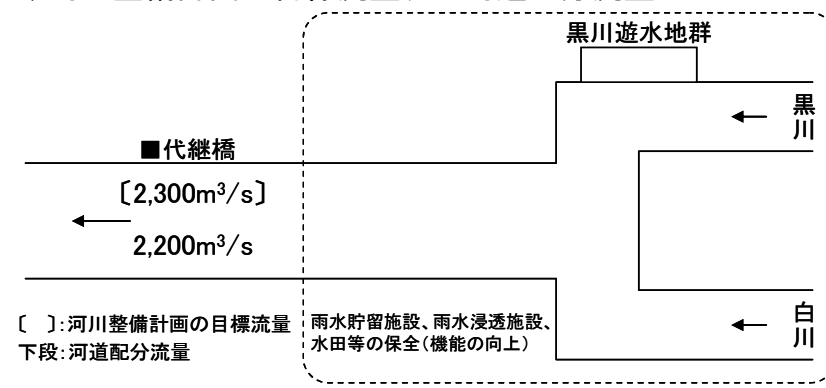 黒川遊水地群
黒川
■代継橋
〔2,300m³/s〕
2,200m³/s
〔　〕:河川整備計画の目標流量
下段:河道配分流量
雨水貯留施設、雨水浸透施設、
水田等の保全(機能の向上)
白川